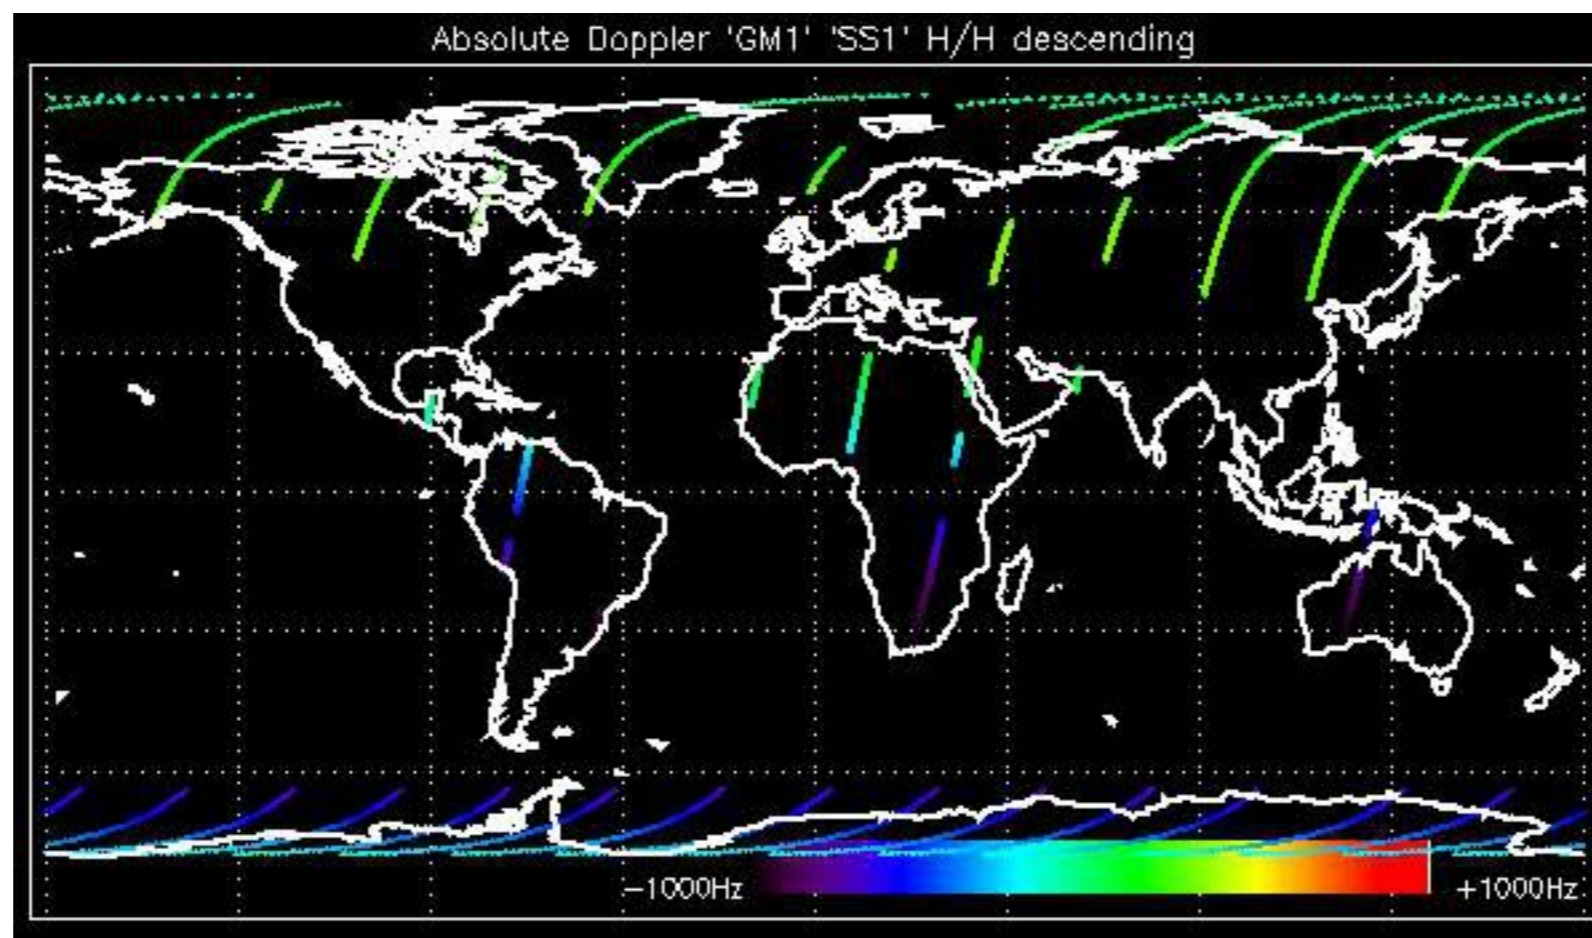 Absolute Doppler 'GM1' 'SS1' H/H descending
-1000Hz +1000Hz